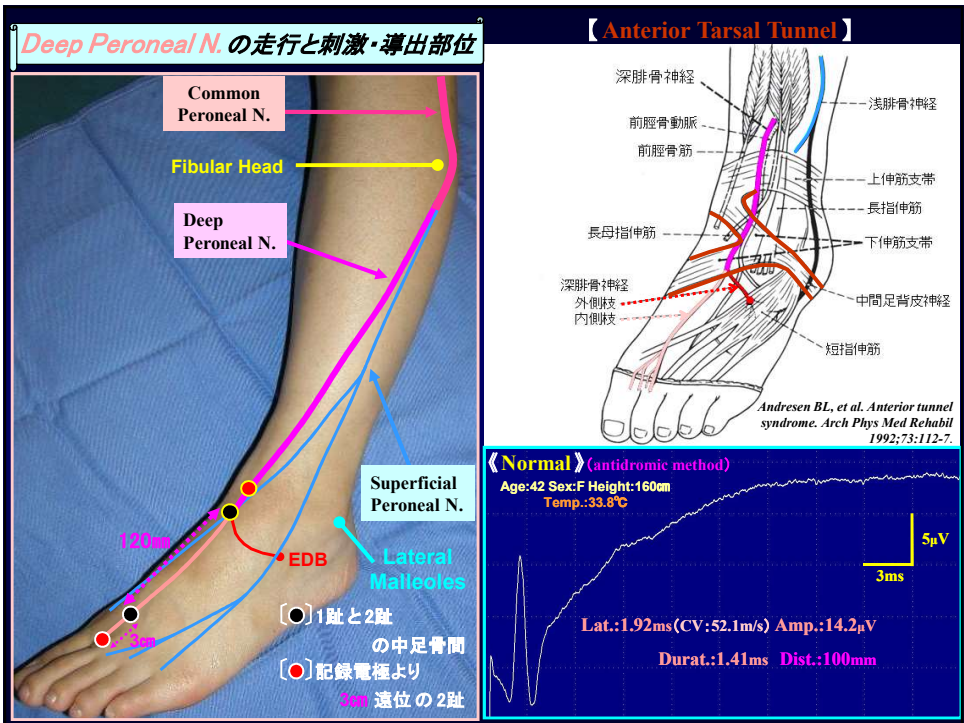 Deep Peroneal N.の走行と刺激・導出部位
Common
Peroneal N.
Fibular Head
Deep
Peroneal N.
Superficial
Peroneal N.
120mm
EDB
Lateral
Malleoles
3cm
〔●〕1趾と2趾
の中足骨間
〔●〕記録電極より
3cm 遠位の2趾
【Anterior Tarsal Tunnel】
深腓骨神経
前脛骨動脈
前脛骨筋
長母指伸筋
深腓骨神経
外側枝
内側枝
浅腓骨神経
上伸筋支帯
長指伸筋
下伸筋支帯
中間足背皮神経
短指伸筋
Andresen BL, et al. Anterior tunnel
syndrome. Arch Phys Med Rehabil
1992;73:112-7.
《Normal》(antidromic method)
Age:42 Sex:F Height:160㎝
Temp.:33.8℃
5μV
3ms
Lat.:1.92ms(CV:52.1m/s) Amp.:14.2μV
Durat.:1.41ms Dist.:100mm